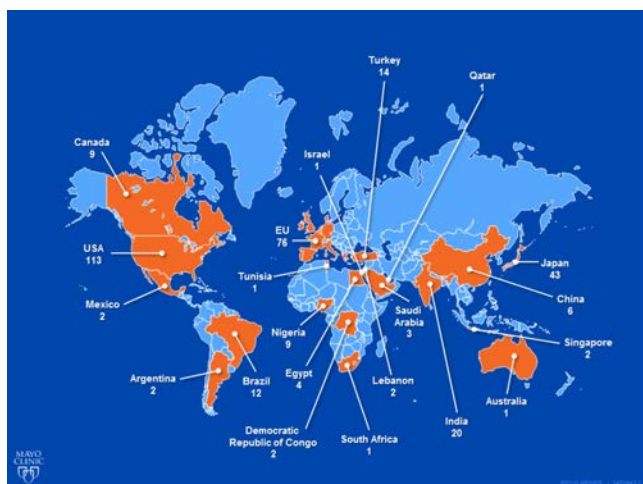 Turkey
14
Qatar
1
Canada
9
Israel
1
USA
113
EU
76
Japan
43
Tunisia
1
China
6
Mexico
2
Saudi
Arabia
3
Nigeria
9
Singapore
2
Egypt
4
Lebanon
2
Argentina
2
Brazil
12
Australia
1
India
20
Democratic
Republic of Congo
2
South Africa
1
MAYO
CLINIC